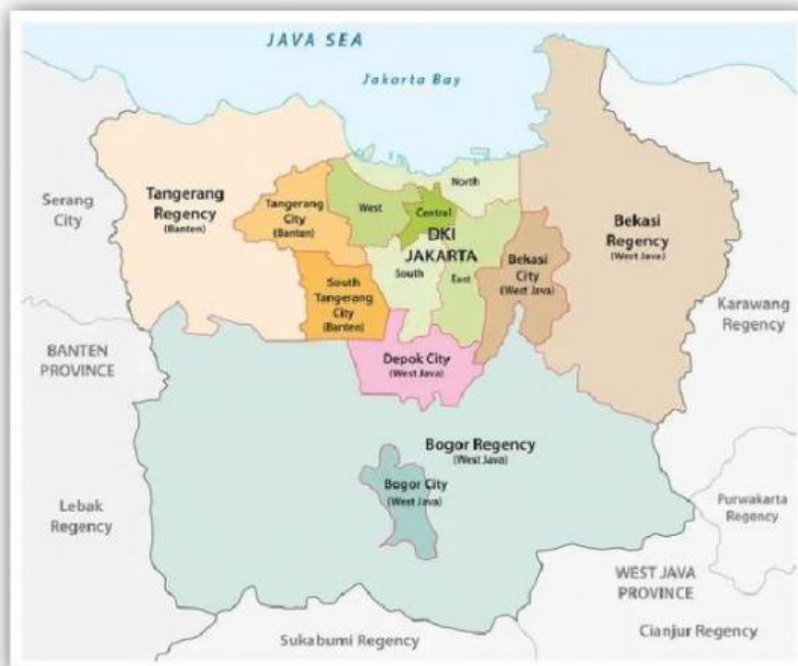 JAVA SEA
Jakarta Bay
Serang
City
Tangerang
Regency
(Banten)
Tangerang
City
(Banten)
West
North
Central
DKI
JAKARTA
South
East
South
Tangerang
City
(Banten)
Bekasi
City
(West Java)
Bekasi
Regency
(West Java)
Karawang
Regency
BANTEN
PROVINCE
Depok City
(West Java)
Bogor Regency
(West Java)
Bogor City
(West Java)
Lebak
Regency
Purwakarta
Regency
WEST JAVA
PROVINCE
Cianjur Regency
Sukabumi Regency